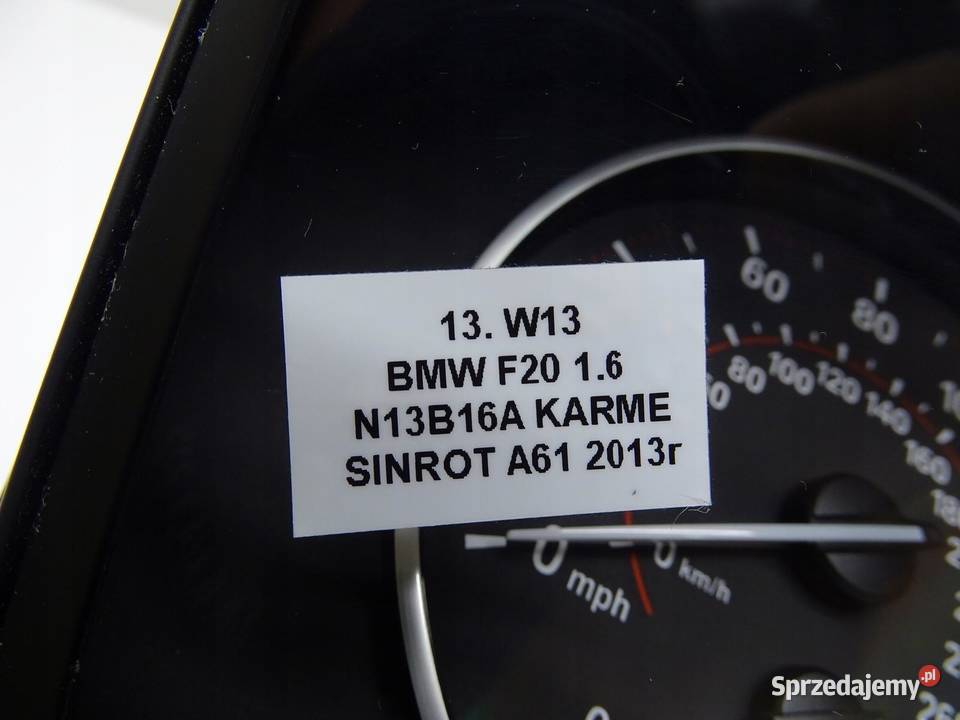 13. W13
BMW F20 1.6
N13B16A KARME
SINROT A61 2013r
60
80
80
100
120
140
160
0 mph
0 km/h
0
Sprzedajemy.pl